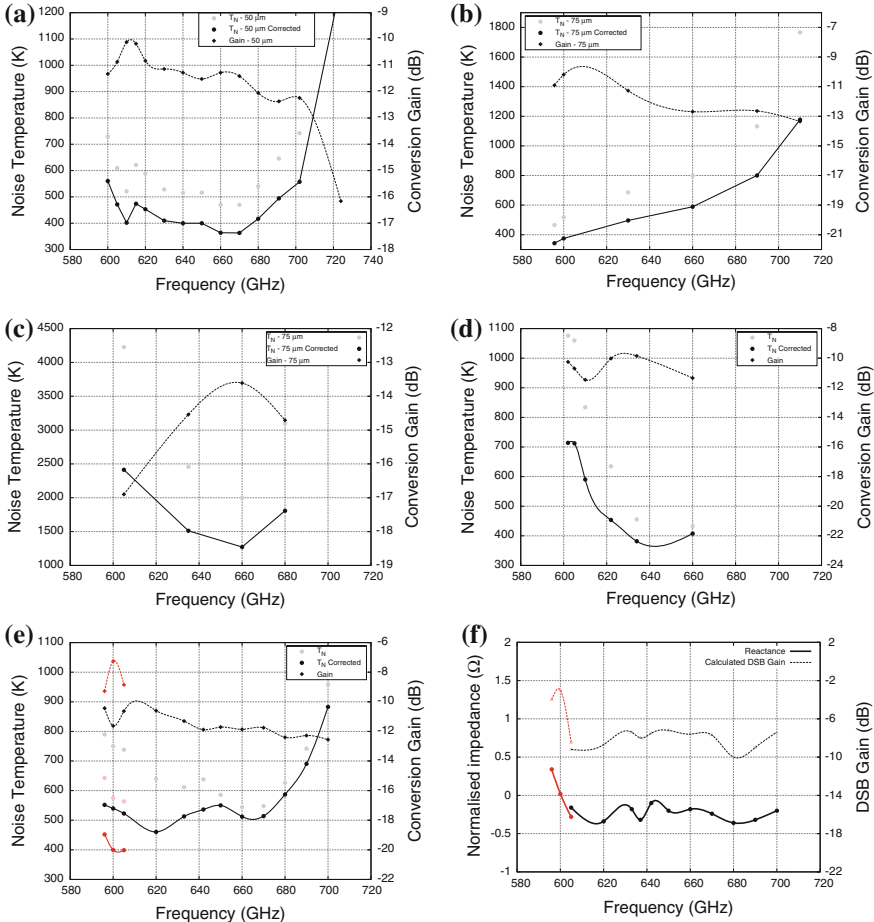 (a)
Noise Temperature (K)
1200
1100
1000
900
800
700
600
500
400
300
T_N - 50 μm
T_N - 50 μm Corrected
Gain - 50 μm
-9
-10
-11
-12
-13
-14
-15
-16
-17
-18
Conversion Gain (dB)
580 600 620 640 660 680 700 720 740
Frequency (GHz)
(b)
Noise Temperature (K)
1800
1600
1400
1200
1000
800
600
400
T_N - 75 μm
T_N - 75 μm Corrected
Gain - 75 μm
-7
-9
-11
-13
-15
-17
-19
-21
Conversion Gain (dB)
580 600 620 640 660 680 700 720
Frequency (GHz)
(c)
Noise Temperature (K)
4500
4000
3500
3000
2500
2000
1500
1000
T_N - 75 μm
T_N - 75 μm Corrected
Gain - 75 μm
-12
-13
-14
-15
-16
-17
-18
-19
Conversion Gain (dB)
580 600 620 640 660 680 700 720
Frequency (GHz)
(d)
Noise Temperature (K)
1100
1000
900
800
700
600
500
400
300
T_N
T_N Corrected
Gain
-8
-10
-12
-14
-16
-18
-20
-22
-24
Conversion Gain (dB)
580 600 620 640 660 680 700 720
Frequency (GHz)
(e)
Noise Temperature (K)
1100
1000
900
800
700
600
500
400
300
T_N
T_N Corrected
Gain
-6
-8
-10
-12
-14
-16
-18
-20
-22
Conversion Gain (dB)
580 600 620 640 660 680 700 720
Frequency (GHz)
(f)
Normalised impedance (Ω)
2
1.5
1
0.5
0
-0.5
-1
Reactance
Calculated DSB Gain
2
-2
-6
-10
-14
-18
-22
DSB Gain (dB)
580 600 620 640 660 680 700 720
Frequency (GHz)